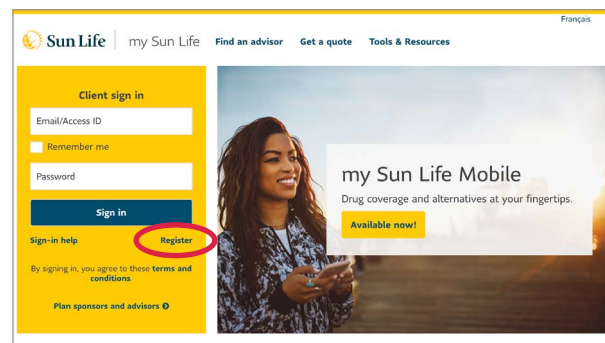 Français
Sun Life my Sun Life Find an advisor Get a quote Tools & Resources
Client sign in
Email/Access ID
Remember me
Password
Sign in
Sign-in help Register
By signing in, you agree to these terms and
conditions.
Plan sponsors and advisors
my Sun Life Mobile
Drug coverage and alternatives at your fingertips.
Available now!